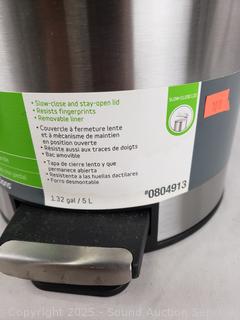 SLOW-CLOSE LID
• Slow-close and stay-open lid
• Resists fingerprints
• Removable liner
• Couvercle à fermeture lente
et à mécanisme de maintien
en position ouverte
• Résiste aussi aux traces de doigts
• Bac amovible
• Tapa de cierre lento y que
permanece abierta
• Resistente a las huellas dactilares
• Forro desmontable
#0804913
1.32 gal / 5 L
Copyright 2025 - Sound Auction Service